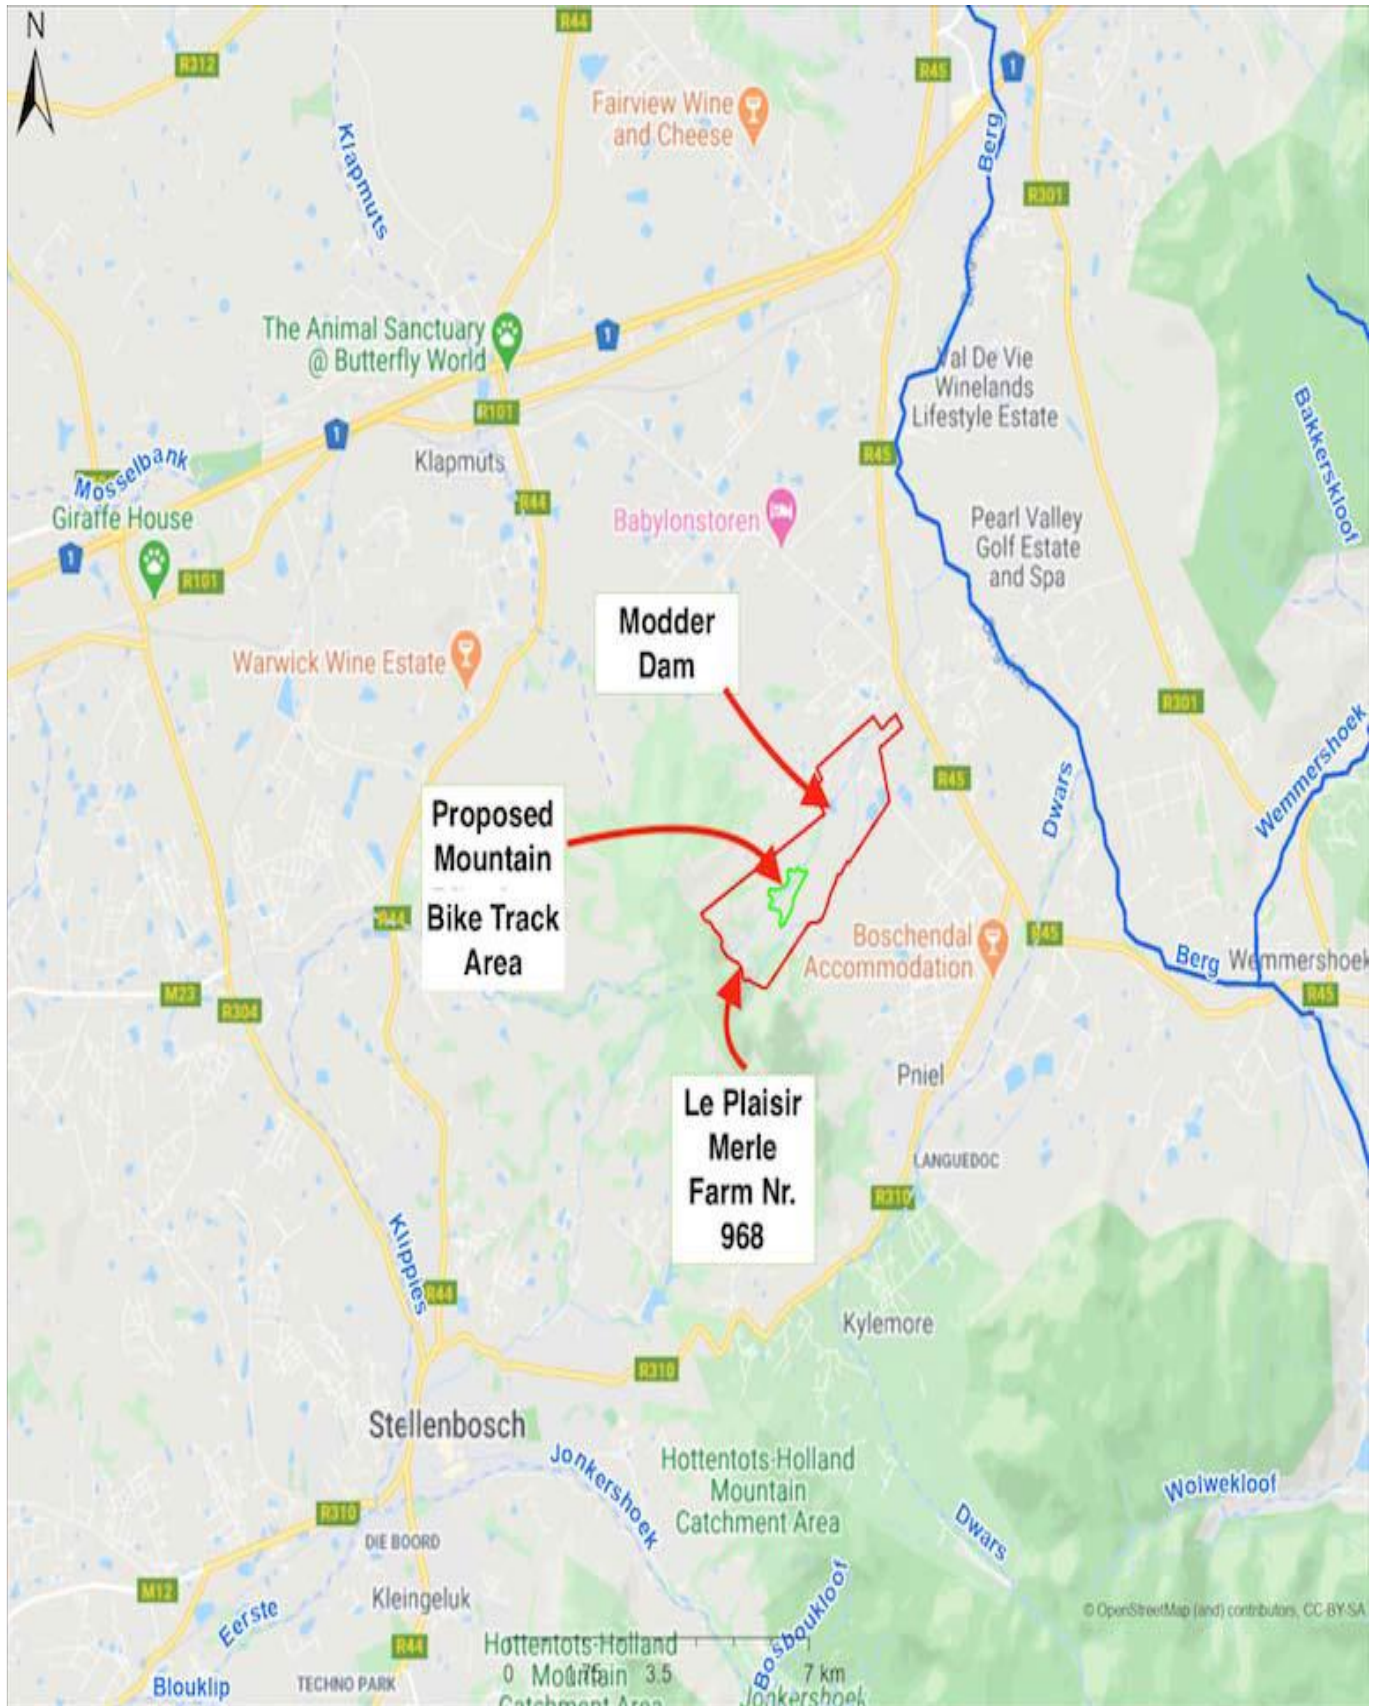 N
R44
R312
R45
1
Fairview Wine
and Cheese
Klapmuts
Berg
R301
The Animal Sanctuary
@ Butterfly World
1
Val De Vie
Winelands
Lifestyle Estate
R101
1
Klapmuts
R45
Bakkerskloof
Mosselbank
Giraffe House
R44
Babylonstoren
Pearl Valley
Golf Estate
and Spa
1
R101
Modder
Dam
Warwick Wine Estate
R301
Wemmershoek
R45
Dwars
Proposed
Mountain
Bike Track
Area
R44
Boschendal
Accommodation
R45
Berg
Wemmershoek
M23
R304
R45
Pniel
Le Plaisir
Merle
Farm Nr.
968
LANGUEDOC
R310
Klippies
R44
Kylemore
R310
Stellenbosch
Jonkershoek
Hottentots-Holland
Mountain
Catchment Area
Wolwekloof
R310
DIE BOORD
Dwars
M12
Kleingeluk
Eerste
Bosboukloof
© OpenStreetMap (and) contributors, CC-BY-SA
R44
Hottentots-Holland
Mountain
Catchment Area
0 1.75 3.5 7 km
Blouklip
TECHNO PARK
Jonkershoek